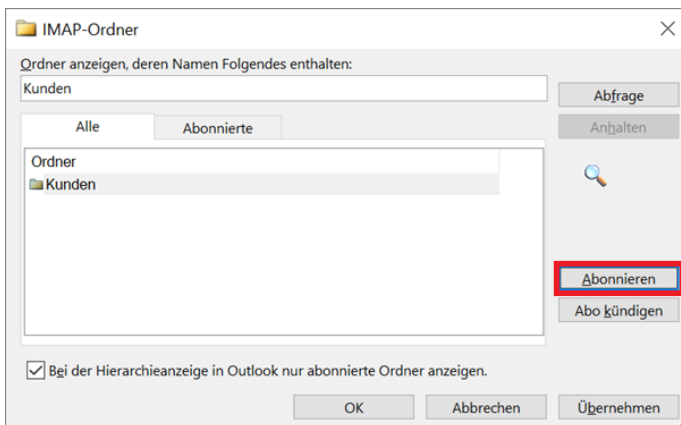 IMAP-Ordner
Ordner anzeigen, deren Namen Folgendes enthalten:
Kunden
Abfrage
Alle
Abonnierte
Anhalten
Ordner
Kunden
Abonnieren
Abo kündigen
Bei der Hierarchieanzeige in Outlook nur abonnierte Ordner anzeigen.
OK
Abbrechen
Übernehmen